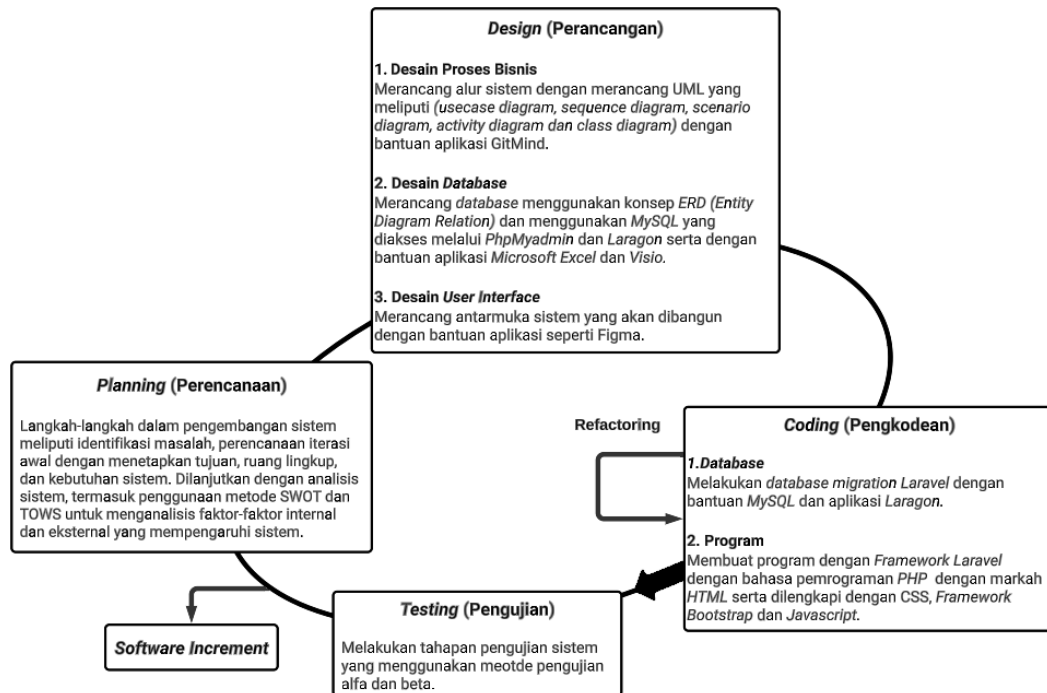 Design (Perancangan)
1. Desain Proses Bisnis
Merancang alur sistem dengan merancang UML yang
meliputi (usecase diagram, sequence diagram, scenario
diagram, activity diagram dan class diagram) dengan
bantuan aplikasi GitMind.
2. Desain Database
Merancang database menggunakan konsep ERD (Entity
Diagram Relation) dan menggunakan MySQL yang
diakses melalui PhpMyadmin dan Laragon serta dengan
bantuan aplikasi Microsoft Excel dan Visio.
3. Desain User Interface
Merancang antarmuka sistem yang akan dibangun
dengan bantuan aplikasi seperti Figma.
Planning (Perencanaan)
Langkah-langkah dalam pengembangan sistem
meliputi identifikasi masalah, perencanaan iterasi
awal dengan menetapkan tujuan, ruang lingkup,
dan kebutuhan sistem. Dilanjutkan dengan analisis
sistem, termasuk penggunaan metode SWOT dan
TOWS untuk menganalisis faktor-faktor internal
dan eksternal yang mempengaruhi sistem.
Refactoring
Coding (Pengkodean)
1.Database
Melakukan database migration Laravel dengan
bantuan MySQL dan aplikasi Laragon.
2. Program
Membuat program dengan Framework Laravel
dengan bahasa pemrograman PHP dengan markah
HTML serta dilengkapi dengan CSS, Framework
Bootstrap dan Javascript.
Testing (Pengujian)
Melakukan tahapan pengujian sistem
yang menggunakan meotde pengujian
alfa dan beta.
Software Increment